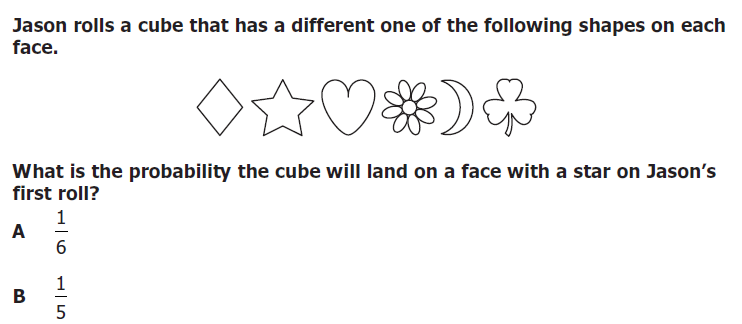 Jason rolls a cube that has a different one of the following shapes on each
face.
What is the probability the cube will land on a face with a star on Jason’s
first roll?
A 1/6
B 1/5